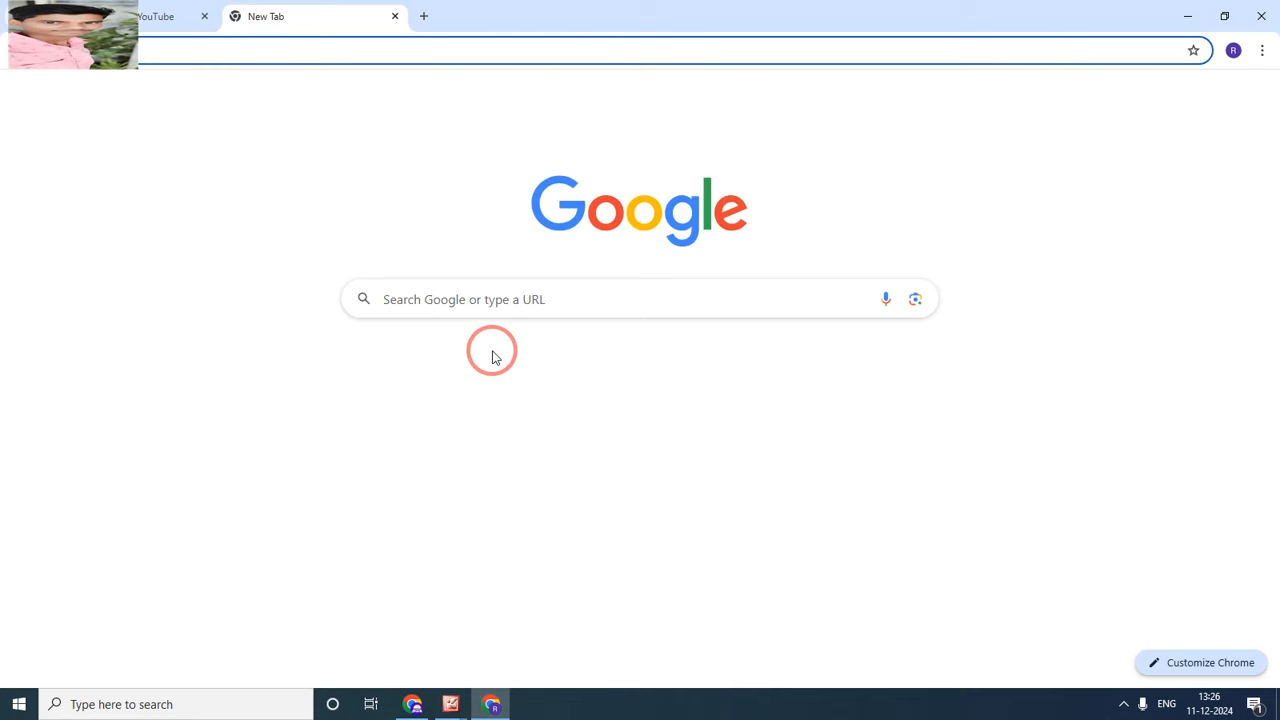 YouTube
New Tab
R
Google
Search Google or type a URL
Customize Chrome
Type here to search
R
ENG
13:26
11-12-2024